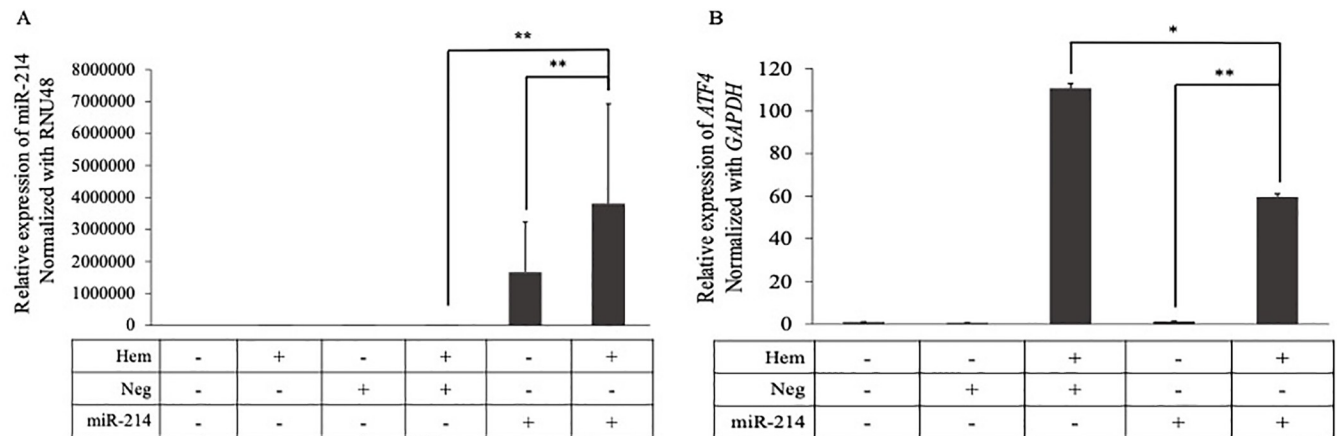 A
Relative expression of miR-214
Normalized with RNU48
8000000
7000000
6000000
5000000
4000000
3000000
2000000
1000000
0
**
**
Hem - + - + - +
Neg - - + + - -
miR-214 - - - - + +
B
Relative expression of ATF4
Normalized with GAPDH
120
100
80
60
40
20
0
*
**
Hem - - + - +
Neg - + + - -
miR-214 - - - + +